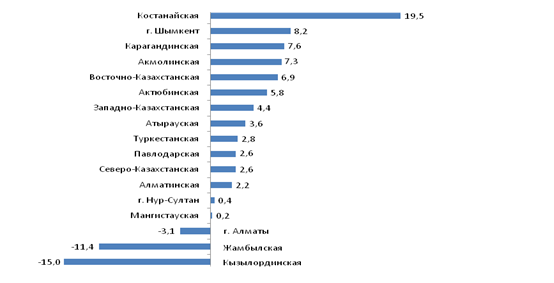 Костанайская 19,5
г. Шымкент 8,2
Карагандинская 7,6
Акмолинская 7,3
Восточно-Казахстанская 6,9
Актюбинская 5,8
Западно-Казахстанская 4,4
Атырауская 3,6
Туркестанская 2,8
Павлодарская 2,6
Северо-Казахстанская 2,6
Алматинская 2,2
г. Нур-Султан 0,4
Мангистауская 0,2
-3,1 г. Алматы
-11,4 Жамбылская
-15,0 Кызылординская